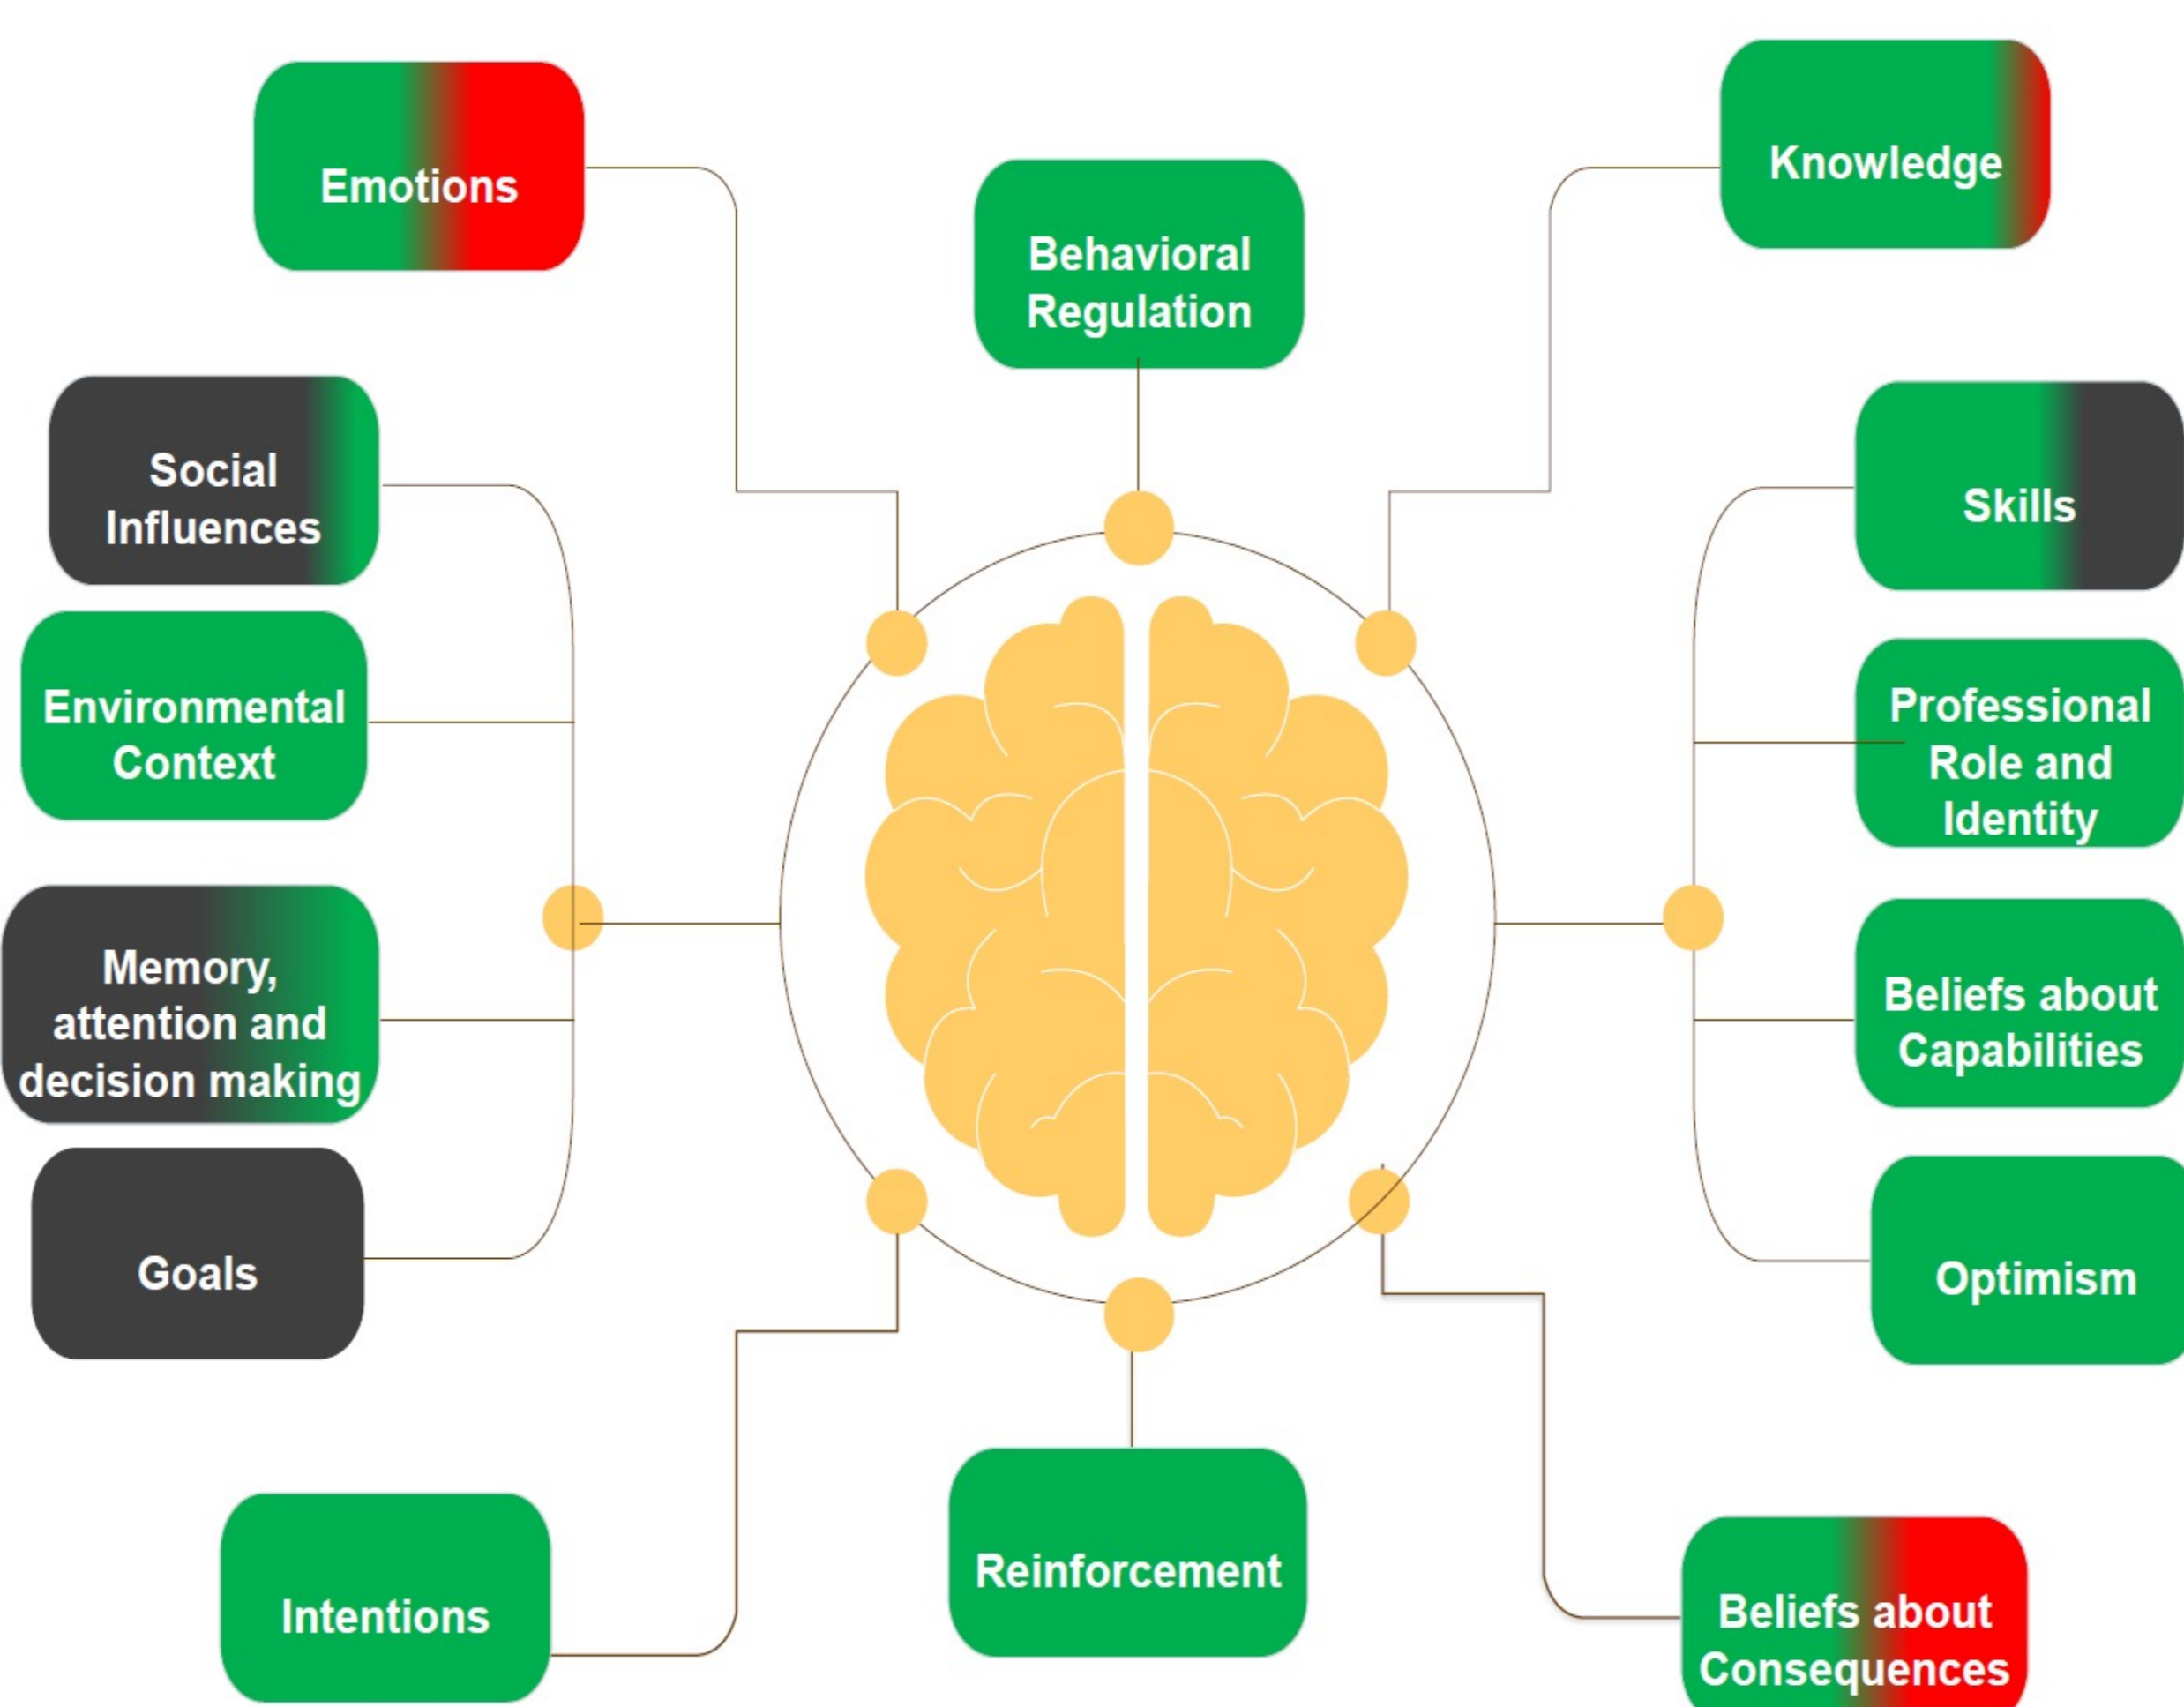 Emotions
Knowledge
Behavioral
Regulation
Social
Influences
Skills
Environmental
Context
Professional
Role and
Identity
Memory,
attention and
decision making
Beliefs about
Capabilities
Goals
Optimism
Intentions
Reinforcement
Beliefs about
Consequences